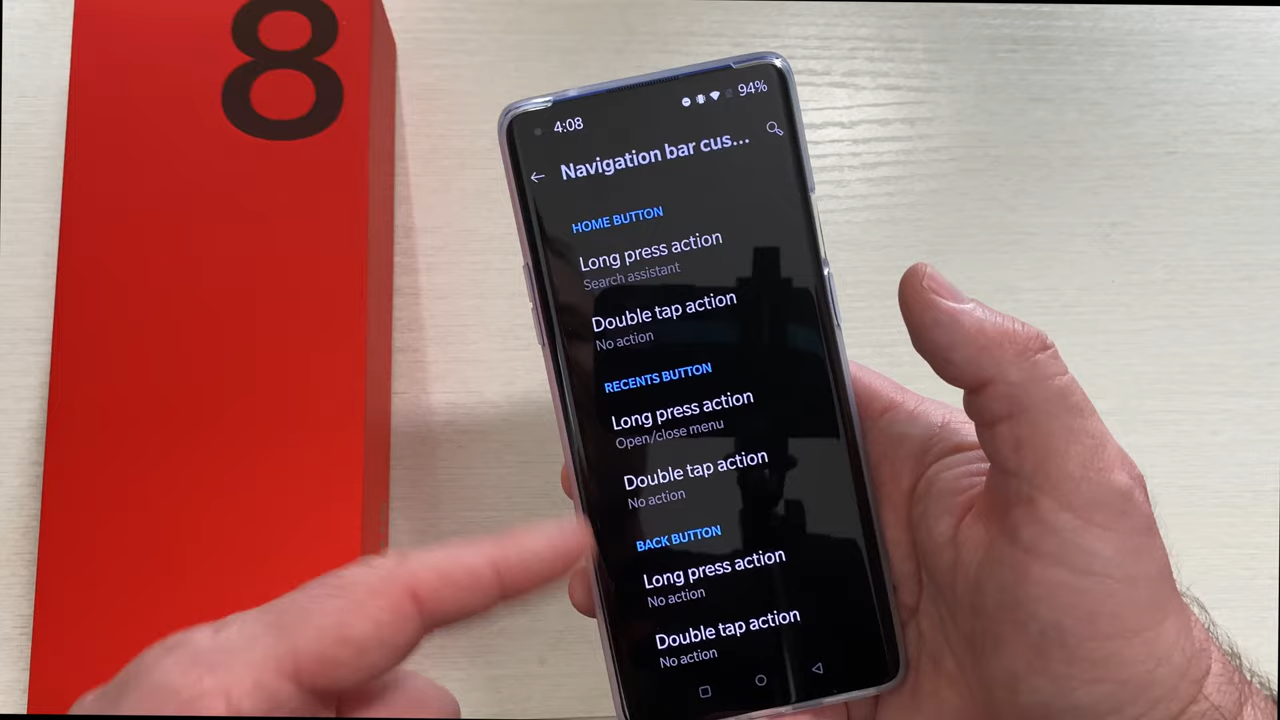 8
4:08
94%
Navigation bar cus...
HOME BUTTON
Long press action
Search assistant
Double tap action
No action
RECENTS BUTTON
Long press action
Open/close menu
Double tap action
No action
BACK BUTTON
Long press action
No action
Double tap action
No action